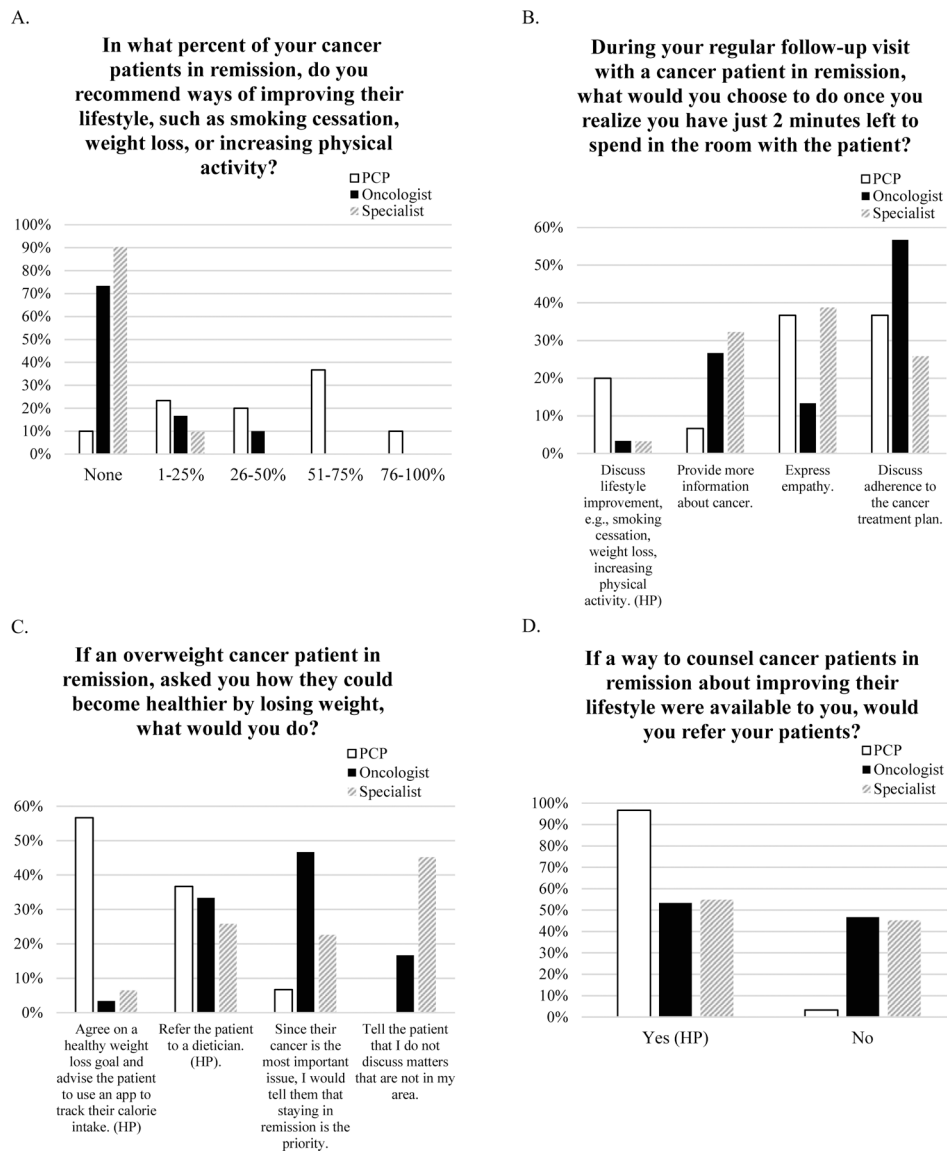 A.
In what percent of your cancer
patients in remission, do you
recommend ways of improving their
lifestyle, such as smoking cessation,
weight loss, or increasing physical
activity?
PCP
Oncologist
Specialist
100%
90%
80%
70%
60%
50%
40%
30%
20%
10%
0%
None
1-25%
26-50%
51-75%
76-100%
B.
During your regular follow-up visit
with a cancer patient in remission,
what would you choose to do once you
realize you have just 2 minutes left to
spend in the room with the patient?
PCP
Oncologist
Specialist
60%
50%
40%
30%
20%
10%
0%
Discuss
lifestyle
improvement,
e.g., smoking
cessation,
weight loss,
increasing
physical
activity. (HP)
Provide more
information
about cancer.
Express
empathy.
Discuss
adherence to
the cancer
treatment plan.
C.
If an overweight cancer patient in
remission, asked you how they could
become healthier by losing weight,
what would you do?
PCP
Oncologist
Specialist
60%
50%
40%
30%
20%
10%
0%
Agree on a
healthy weight
loss goal and
advise the patient
to use an app to
track their calorie
intake. (HP)
Refer the patient
to a dietician.
(HP).
Since their
cancer is the
most important
issue, I would
tell them that
staying in
remission is the
priority.
Tell the patient
that I do not
discuss matters
that are not in my
area.
D.
If a way to counsel cancer patients in
remission about improving their
lifestyle were available to you, would
you refer your patients?
PCP
Oncologist
Specialist
100%
90%
80%
70%
60%
50%
40%
30%
20%
10%
0%
Yes (HP)
No